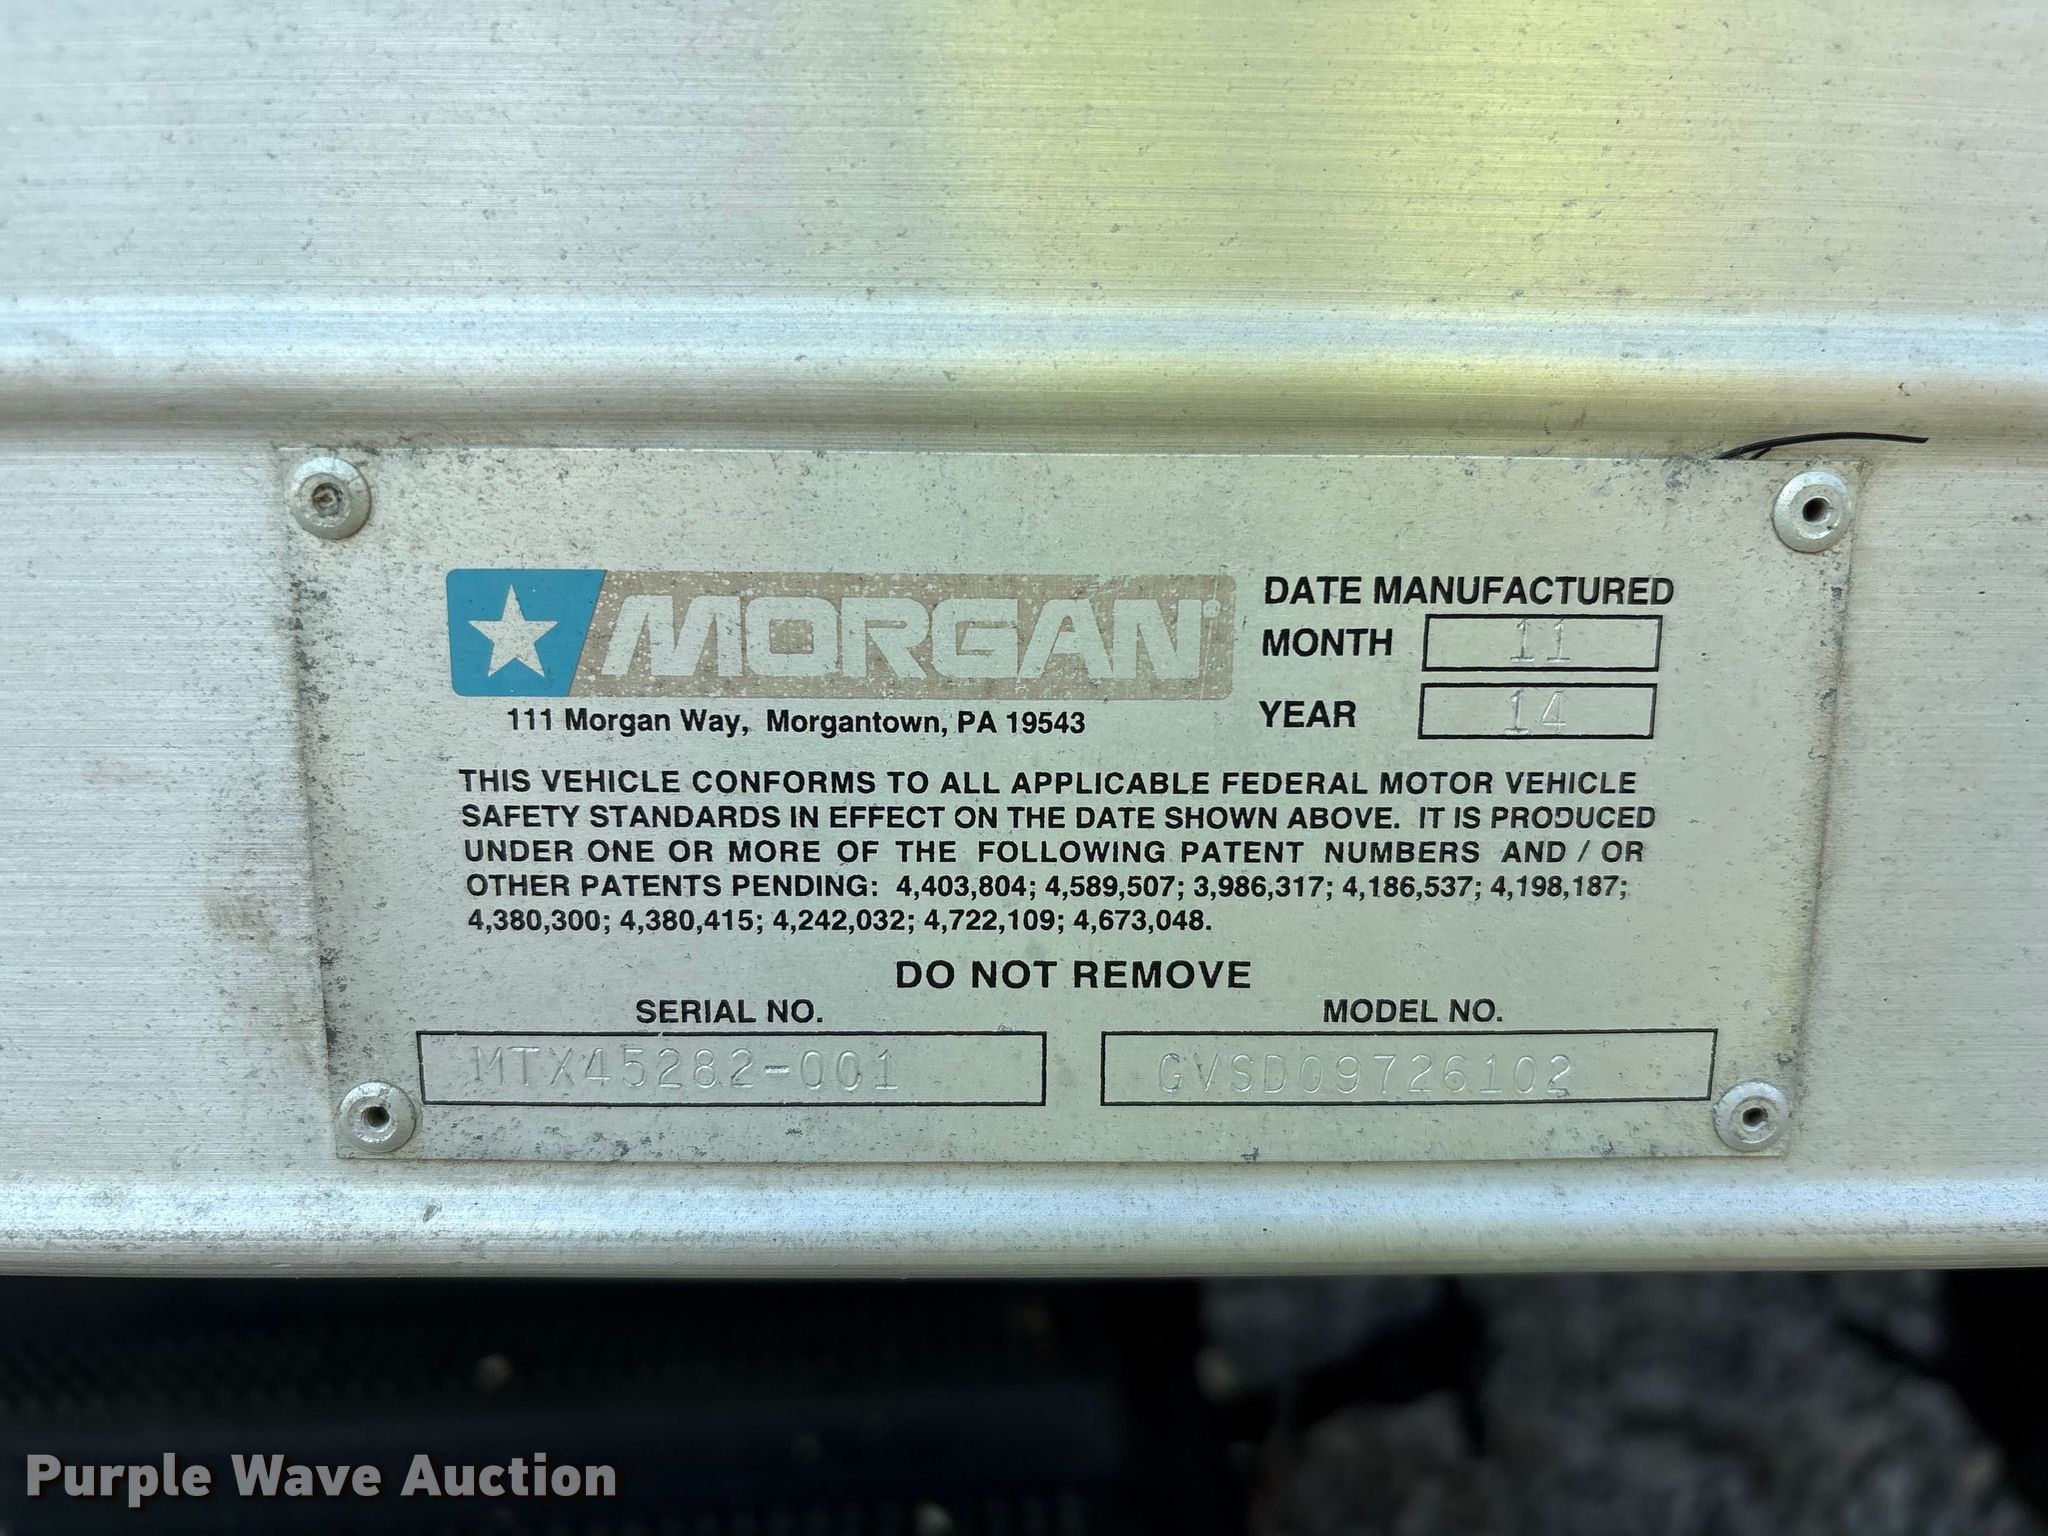 MORGAN®
111 Morgan Way, Morgantown, PA 19543
DATE MANUFACTURED
MONTH 11
YEAR 14
THIS VEHICLE CONFORMS TO ALL APPLICABLE FEDERAL MOTOR VEHICLE
SAFETY STANDARDS IN EFFECT ON THE DATE SHOWN ABOVE. IT IS PRODUCED
UNDER ONE OR MORE OF THE FOLLOWING PATENT NUMBERS AND / OR
OTHER PATENTS PENDING: 4,403,804; 4,589,507; 3,986,317; 4,186,537; 4,198,187;
4,380,300; 4,380,415; 4,242,032; 4,722,109; 4,673,048.
DO NOT REMOVE
SERIAL NO. MODEL NO.
MTX45282-001 GVSD09726102
Purple Wave Auction